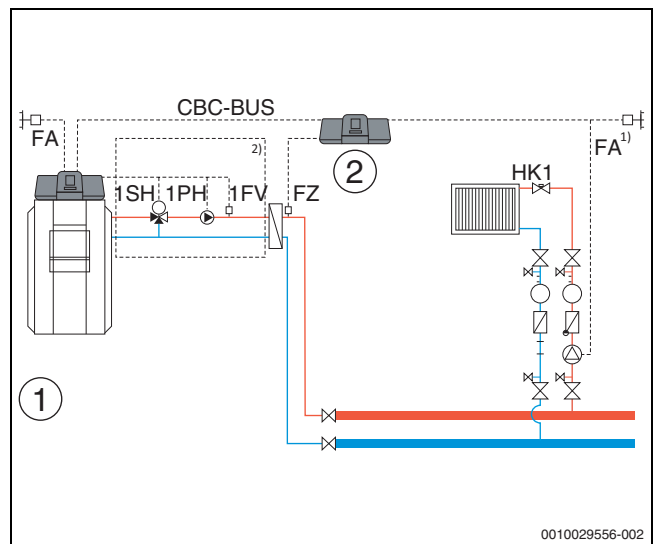 CBC-BUS
FA
2)
FA1)
2
1SH 1PH 1FV FZ
HK1
1
0010029556-002